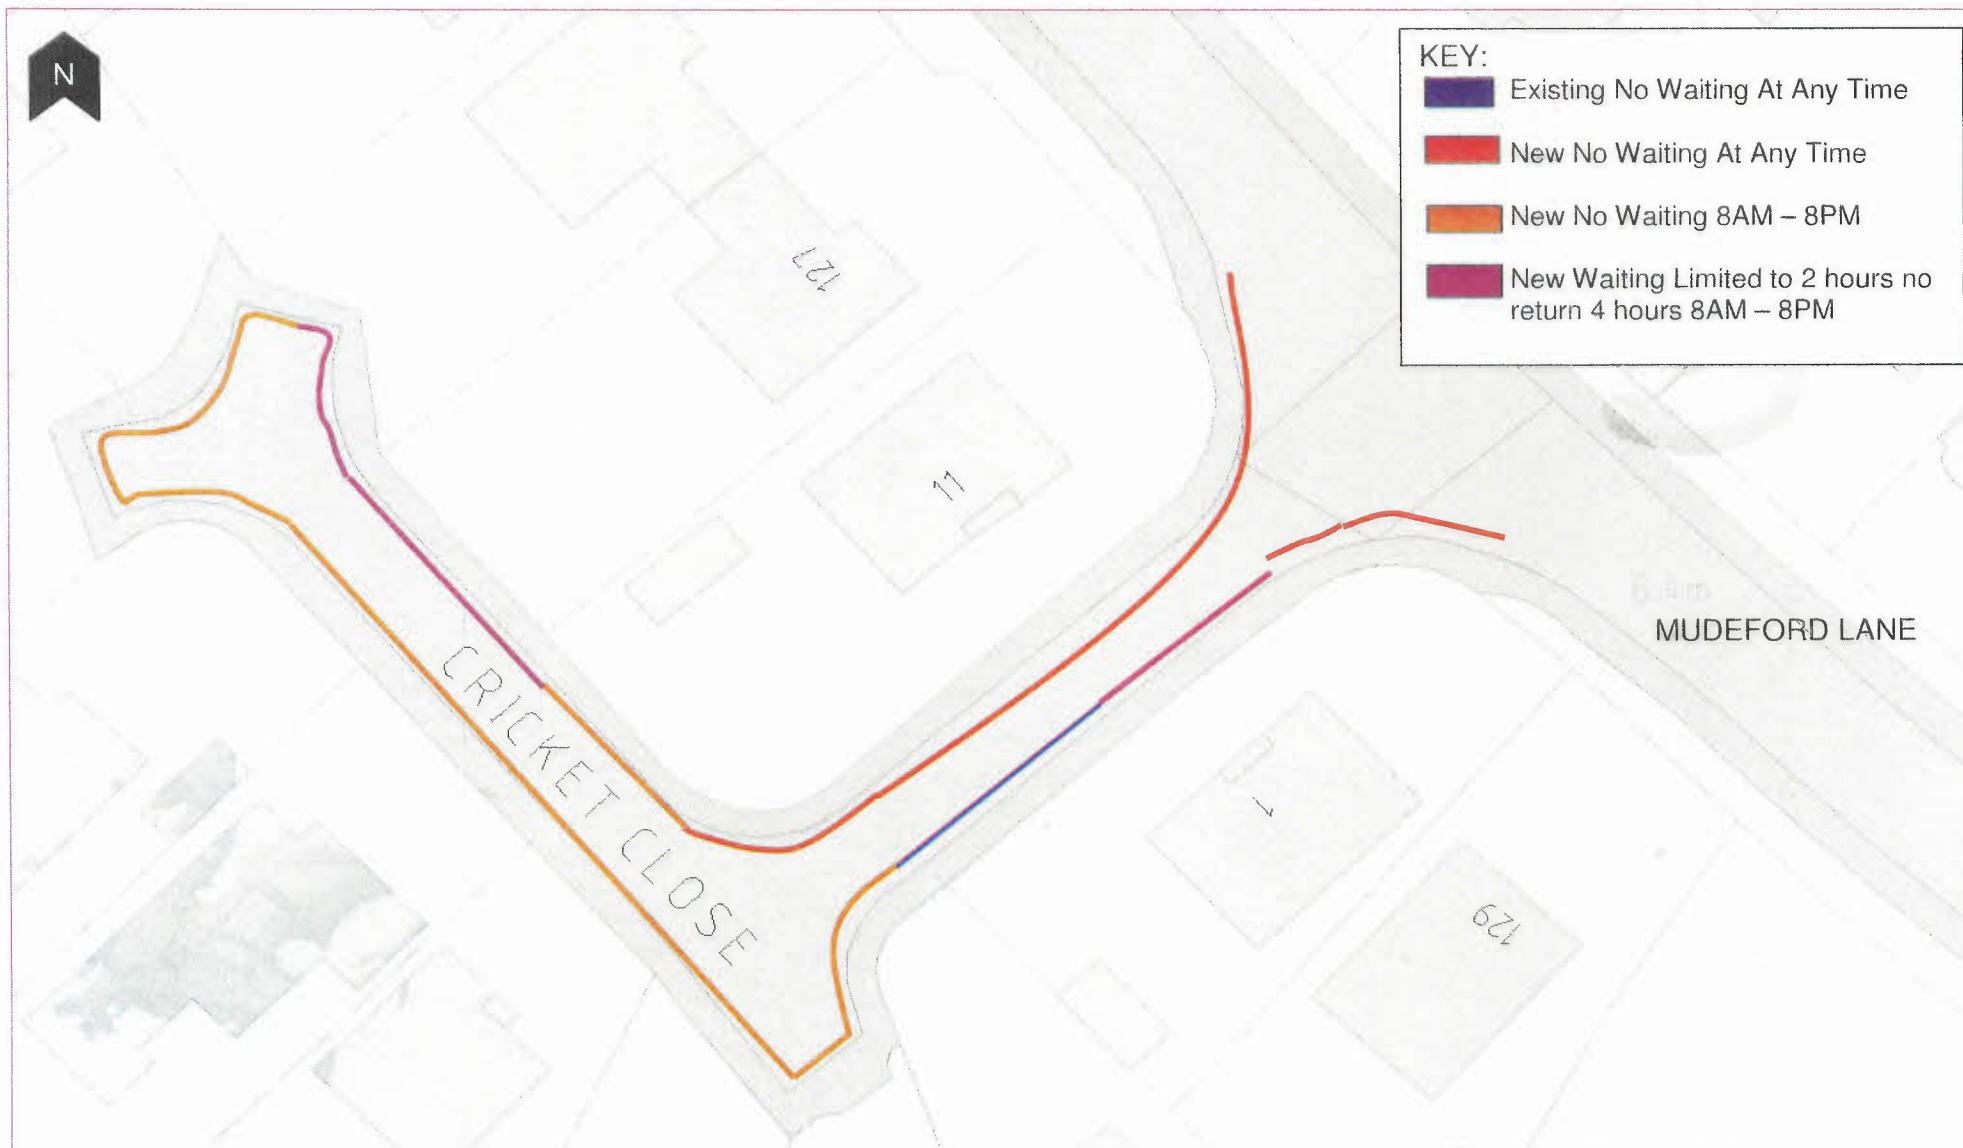 N
KEY:
Existing No Waiting At Any Time
New No Waiting At Any Time
New No Waiting 8AM – 8PM
New Waiting Limited to 2 hours no
return 4 hours 8AM – 8PM
127
11
MUDEFORD LANE
CRICKET CLOSE
1
129